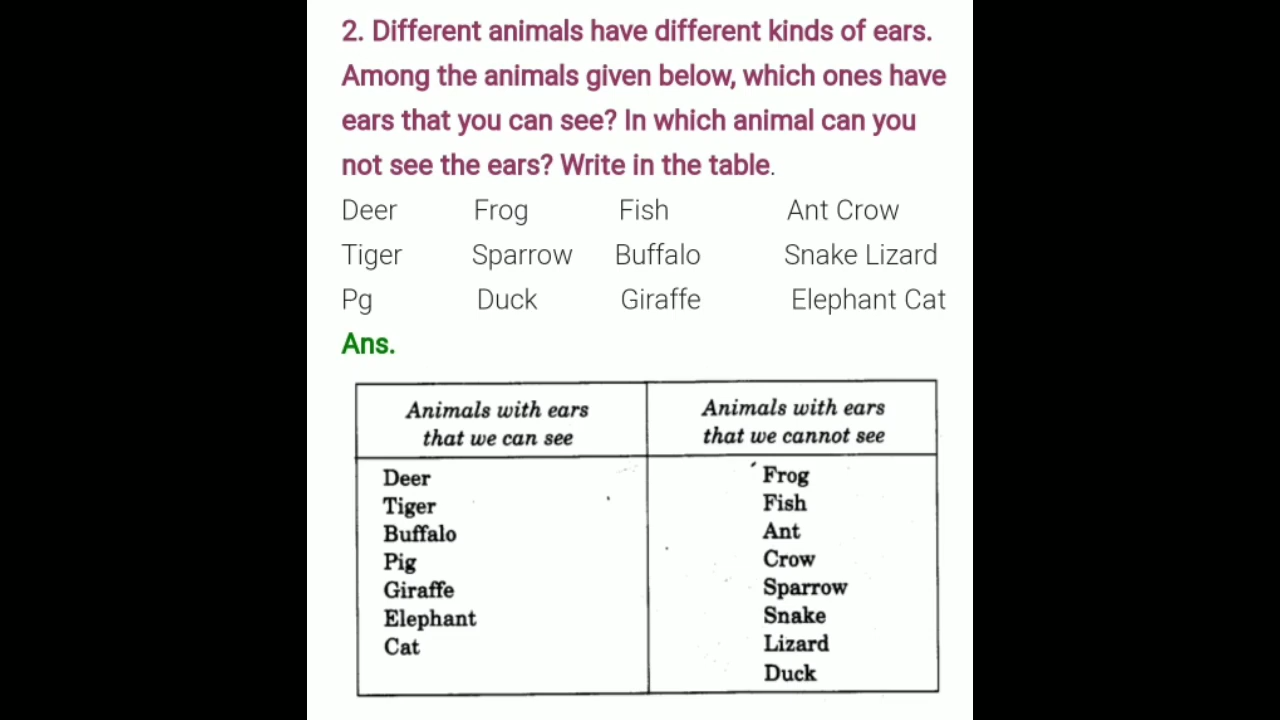 2. Different animals have different kinds of ears.
Among the animals given below, which ones have
ears that you can see? In which animal can you
not see the ears? Write in the table.
Deer Frog Fish Ant Crow
Tiger Sparrow Buffalo Snake Lizard
Pg Duck Giraffe Elephant Cat
Ans.
Animals with ears
that we can see
Animals with ears
that we cannot see
Deer
Tiger
Buffalo
Pig
Giraffe
Elephant
Cat
Frog
Fish
Ant
Crow
Sparrow
Snake
Lizard
Duck